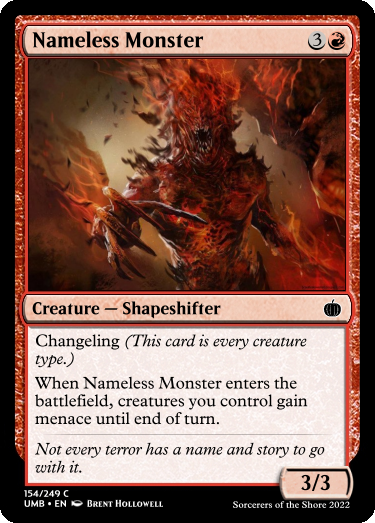 Nameless Monster 3
Creature — Shapeshifter
Changeling (This card is every creature
type.)
When Nameless Monster enters the
battlefield, creatures you control gain
menace until end of turn.
Not every terror has a name and story to go
with it.
3/3
154/249 C
UMB • EN Brent Hollowell
Sorcerers of the Shore 2022